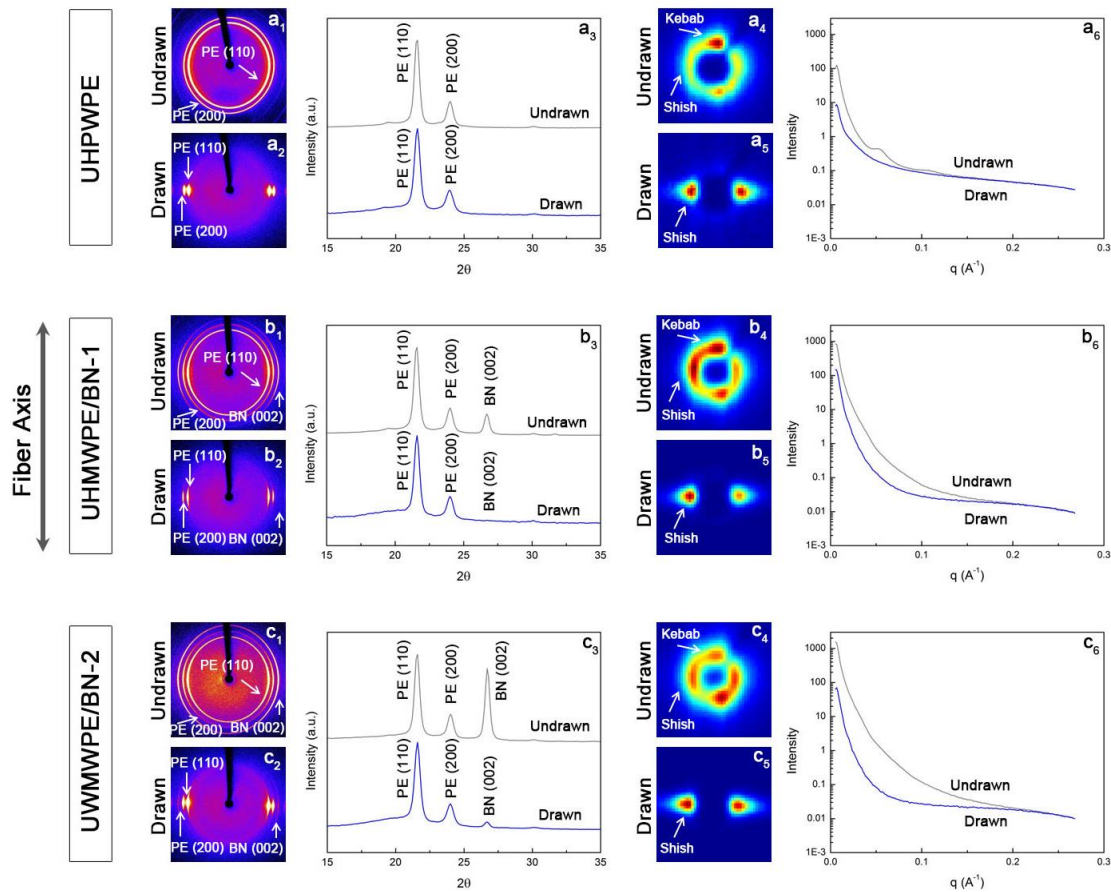 UHPWPE
Undrawn
a1
PE (110)
PE (200)
Drawn
a2
PE (110)
PE (200)
Intensity (a.u.)
a3
PE (110)
PE (200)
Undrawn
PE (110)
PE (200)
Drawn
15 20 25 30 35
2θ
Undrawn
Kebab
a4
Shish
Drawn
a5
Shish
Intensity
a6
1000
100
10
1
0.1
0.01
1E-3
Undrawn
Drawn
0.0 0.1 0.2 0.3
q (A-1)
Fiber Axis
UHMWPE/BN-1
Undrawn
b1
PE (110)
PE (200)
BN (002)
Drawn
b2
PE (110)
PE (200)
BN (002)
Intensity (a.u.)
b3
PE (110)
PE (200)
BN (002)
Undrawn
PE (110)
PE (200)
BN (002)
Drawn
15 20 25 30 35
2θ
Undrawn
Kebab
b4
Shish
Drawn
b5
Shish
Intensity
b6
1000
100
10
1
0.1
0.01
1E-3
Undrawn
Drawn
0.0 0.1 0.2 0.3
q (A-1)
UWMWPE/BN-2
Undrawn
c1
PE (110)
PE (200)
BN (002)
Drawn
c2
PE (110)
PE (200)
BN (002)
Intensity (a.u.)
c3
PE (110)
PE (200)
BN (002)
Undrawn
PE (110)
PE (200)
BN (002)
Drawn
15 20 25 30 35
2θ
Undrawn
Kebab
c4
Shish
Drawn
c5
Shish
Intensity
c6
1000
100
10
1
0.1
0.01
1E-3
Undrawn
Drawn
0.0 0.1 0.2 0.3
q (A-1)